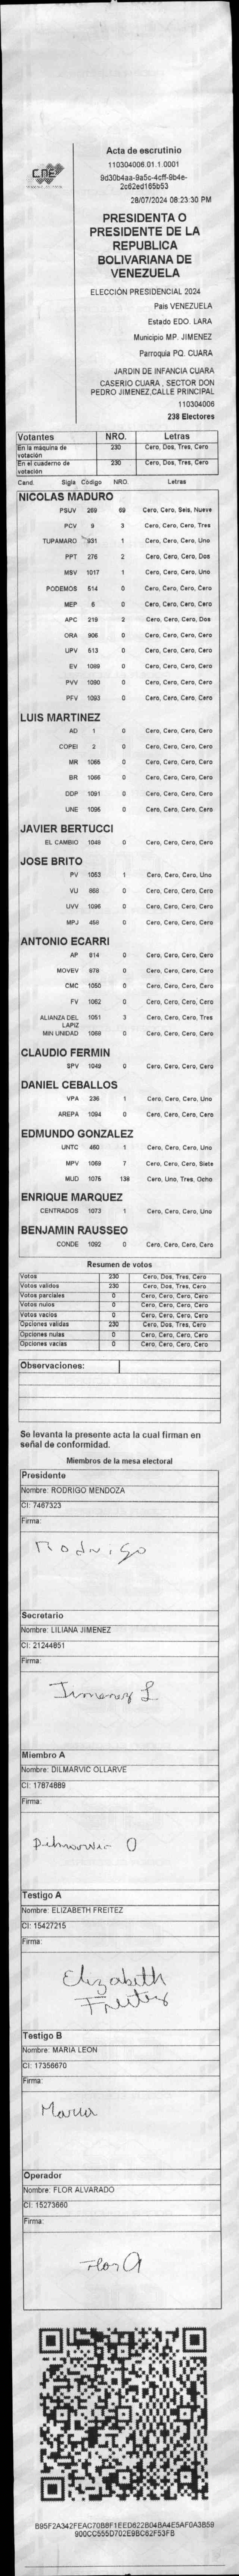 CNE
Acta de escrutinio
110304006.01.1.0001
9d30b4aa-9a5c-4cff-9b4e-
2c62ed165b53
28/07/2024 08:23:30 PM
PRESIDENTA O
PRESIDENTE DE LA
REPUBLICA
BOLIVARIANA DE
VENEZUELA
ELECCIÓN PRESIDENCIAL 2024
Pais VENEZUELA
Estado EDO. LARA
Municipio MP. JIMENEZ
Parroquia PQ. CUARA
JARDIN DE INFANCIA CUARA
CASERIO CUARA , SECTOR DON
PEDRO JIMENEZ,CALLE PRINCIPAL
110304006
238 Electores
Votantes NRO. Letras
En la máquina de votación 230 Cero, Dos, Tres, Cero
En el cuaderno de votación 230 Cero, Dos, Tres, Cero
Cand. Sigla Código NRO. Letras
NICOLAS MADURO
PSUV 269 69 Cero, Cero, Seis, Nueve
PCV 9 3 Cero, Cero, Cero, Tres
TUPAMARO 931 1 Cero, Cero, Cero, Uno
PPT 276 2 Cero, Cero, Cero, Dos
MSV 1017 1 Cero, Cero, Cero, Uno
PODEMOS 514 0 Cero, Cero, Cero, Cero
MEP 6 0 Cero, Cero, Cero, Cero
APC 219 2 Cero, Cero, Cero, Dos
ORA 906 0 Cero, Cero, Cero, Cero
UPV 513 0 Cero, Cero, Cero, Cero
EV 1089 0 Cero, Cero, Cero, Cero
PVV 1090 0 Cero, Cero, Cero, Cero
PFV 1093 0 Cero, Cero, Cero, Cero
LUIS MARTINEZ
AD 1 0 Cero, Cero, Cero, Cero
COPEI 2 0 Cero, Cero, Cero, Cero
MR 1065 0 Cero, Cero, Cero, Cero
BR 1086 0 Cero, Cero, Cero, Cero
DDP 1091 0 Cero, Cero, Cero, Cero
UNE 1095 0 Cero, Cero, Cero, Cero
JAVIER BERTUCCI
EL CAMBIO 1048 0 Cero, Cero, Cero, Cero
JOSE BRITO
PV 1053 1 Cero, Cero, Cero, Uno
VU 868 0 Cero, Cero, Cero, Cero
UVV 1096 0 Cero, Cero, Cero, Cero
MPJ 458 0 Cero, Cero, Cero, Cero
ANTONIO ECARRI
AP 914 0 Cero, Cero, Cero, Cero
MOVEV 979 0 Cero, Cero, Cero, Cero
CMC 1050 0 Cero, Cero, Cero, Cero
FV 1062 0 Cero, Cero, Cero, Cero
ALIANZA DEL LAPIZ 1051 3 Cero, Cero, Cero, Tres
MIN UNIDAD 1069 0 Cero, Cero, Cero, Cero
CLAUDIO FERMIN
SPV 1049 0 Cero, Cero, Cero, Cero
DANIEL CEBALLOS
VPA 236 1 Cero, Cero, Cero, Uno
AREPA 1094 0 Cero, Cero, Cero, Cero
EDMUNDO GONZALEZ
UNTC 460 1 Cero, Cero, Cero, Uno
MPV 1069 7 Cero, Cero, Cero, Siete
MUD 1075 138 Cero, Uno, Tres, Ocho
ENRIQUE MARQUEZ
CENTRADOS 1073 1 Cero, Cero, Cero, Uno
BENJAMIN RAUSSEO
CONDE 1092 0 Cero, Cero, Cero, Cero
Resumen de votos
Votos 230 Cero, Dos, Tres, Cero
Votos validos 230 Cero, Dos, Tres, Cero
Votos parciales 0 Cero, Cero, Cero, Cero
Votos nulos 0 Cero, Cero, Cero, Cero
Votos vacios 0 Cero, Cero, Cero, Cero
Opciones validas 230 Cero, Dos, Tres, Cero
Opciones nulas 0 Cero, Cero, Cero, Cero
Opciones vacias 0 Cero, Cero, Cero, Cero
Observaciones:
Se levanta la presente acta la cual firman en
señal de conformidad.
Miembros de la mesa electoral
Presidente
Nombre: RODRIGO MENDOZA
CI: 7467323
Firma:
Rodrigo
Secretario
Nombre: LILIANA JIMENEZ
CI: 21244851
Firma:
Jimenez L
Miembro A
Nombre: DILMARVIC OLLARVE
CI: 17874889
Firma:
Dilmarvic O
Testigo A
Nombre: ELIZABETH FREITEZ
CI: 15427215
Firma:
Elizabeth
Freitez
Testigo B
Nombre: MARIA LEON
CI: 17356670
Firma:
Maria
Operador
Nombre: FLOR ALVARADO
CI: 15273660
Firma:
Flor A
B95F2A342FEAC70B8F1EED822B04BA4E5AF0A3B59
900CC555D702E9BC62F53FB